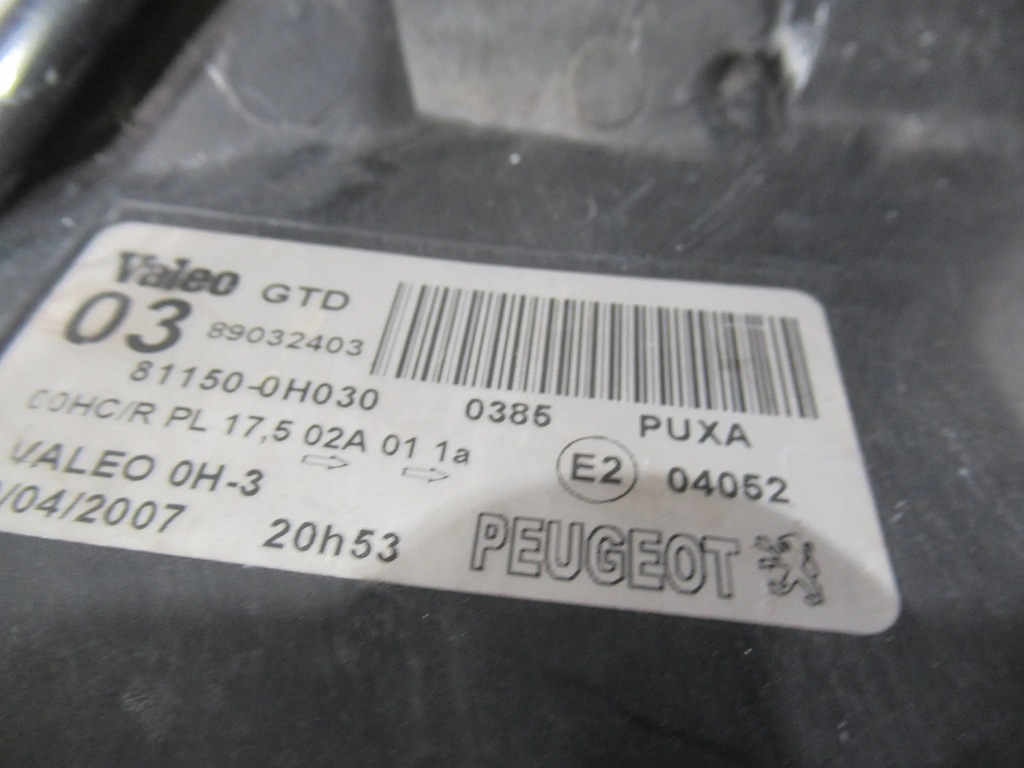 Valeo GTD
03 89032403
81150-0H030 0385 PUXA
00HC/R PL 17,5 02A 01 1a
E2 04052
VALEO 0H-3
/04/2007 20h53
PEUGEOT